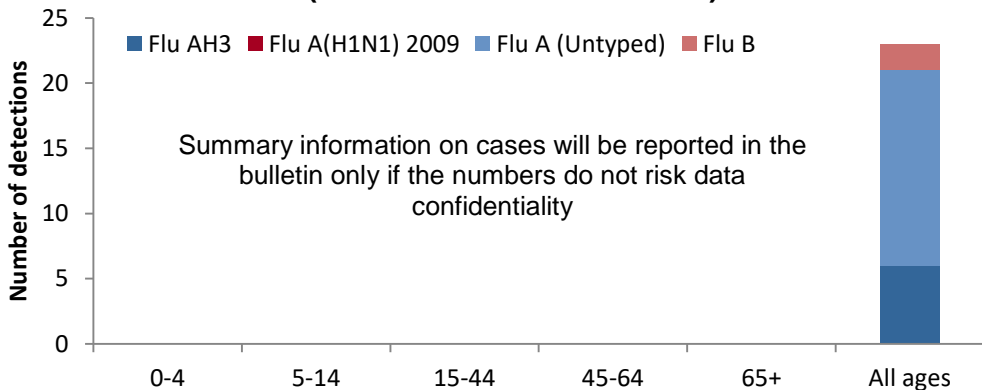 25
Flu AH3 Flu A(H1N1) 2009 Flu A (Untyped) Flu B
20
Number of detections
15
Summary information on cases will be reported in the
bulletin only if the numbers do not risk data
confidentiality
10
5
0
0-4 5-14 15-44 45-64 65+ All ages